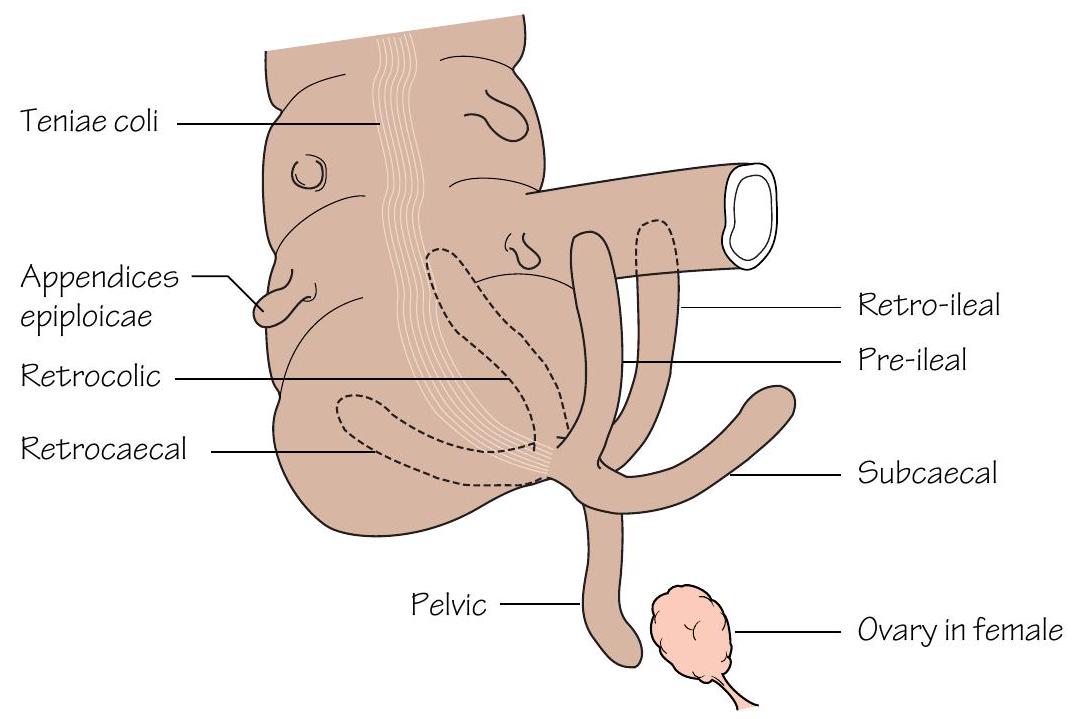 Teniae coli
Appendices
epiploicae
Retrocolic
Retrocaecal
Pelvic
Retro-ileal
Pre-ileal
Subcaecal
Ovary in female